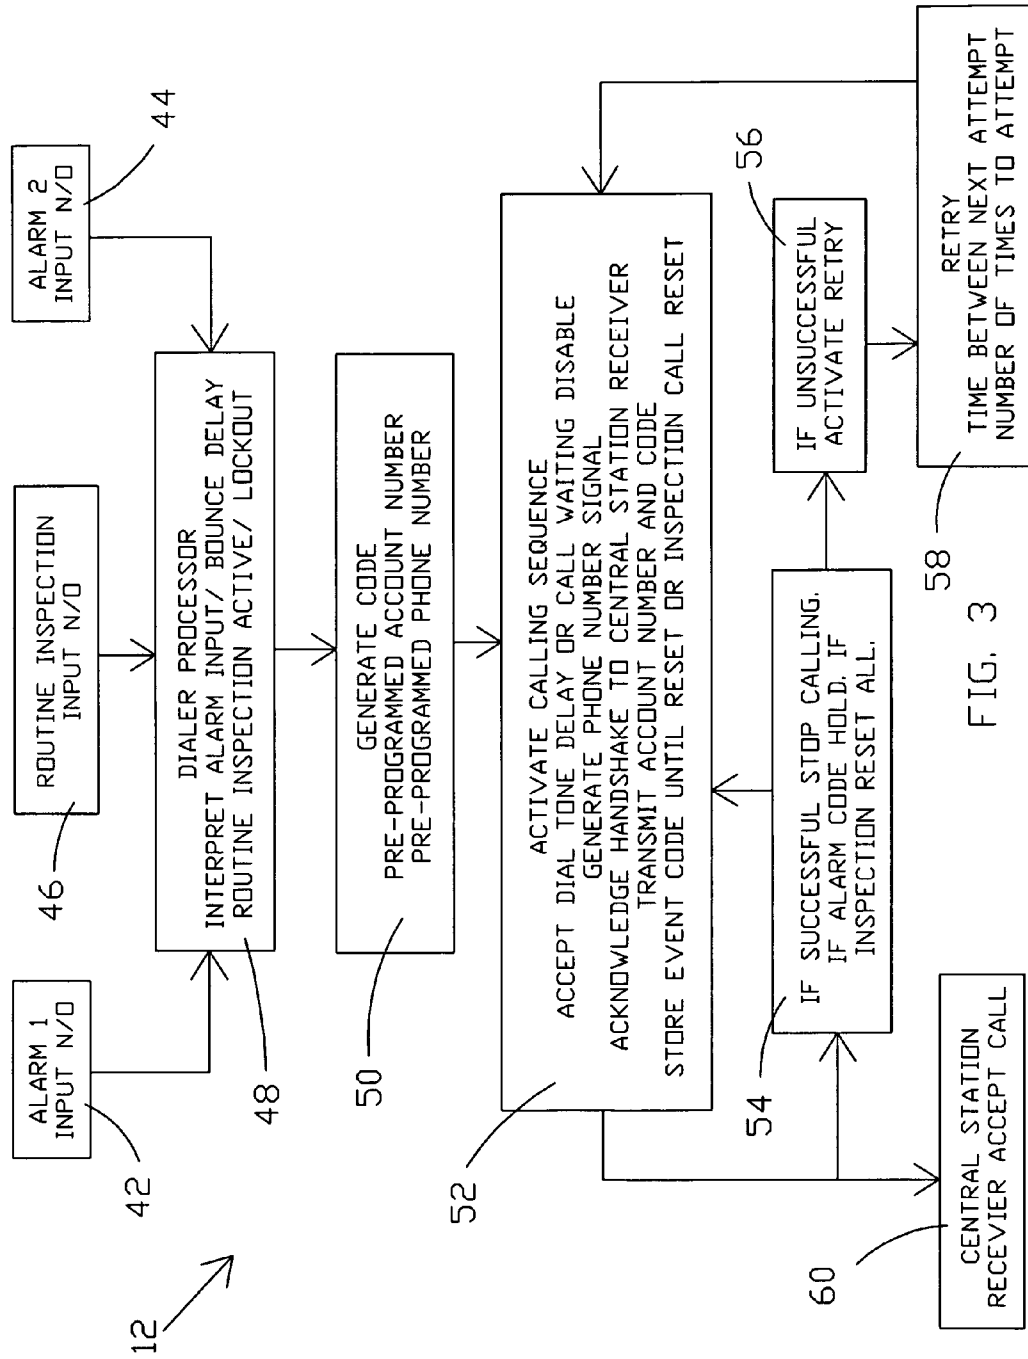 12
42
ALARM 1
INPUT N/O
46
ROUTINE INSPECTION
INPUT N/O
44
ALARM 2
INPUT N/O
48
DIALER PROCESSOR
INTERPRET ALARM INPUT/ BOUNCE DELAY
ROUTINE INSPECTION ACTIVE/ LOCKOUT
50
GENERATE CODE
PRE-PROGRAMMED ACCOUNT NUMBER
PRE-PROGRAMMED PHONE NUMBER
52
ACTIVATE CALLING SEQUENCE
ACCEPT DIAL TONE DELAY OR CALL WAITING DISABLE
GENERATE PHONE NUMBER SIGNAL
ACKNOWLEDGE HANDSHAKE TO CENTRAL STATION RECEIVER
TRANSMIT ACCOUNT NUMBER AND CODE
STORE EVENT CODE UNTIL RESET OR INSPECTION CALL RESET
54
IF SUCCESSFUL STOP CALLING.
IF ALARM CODE HOLD. IF
INSPECTION RESET ALL.
56
IF UNSUCCESSFUL
ACTIVATE RETRY
60
CENTRAL STATION
RECEVIER ACCEPT CALL
58
RETRY
TIME BETWEEN NEXT ATTEMPT
NUMBER OF TIMES TO ATTEMPT
FIG. 3